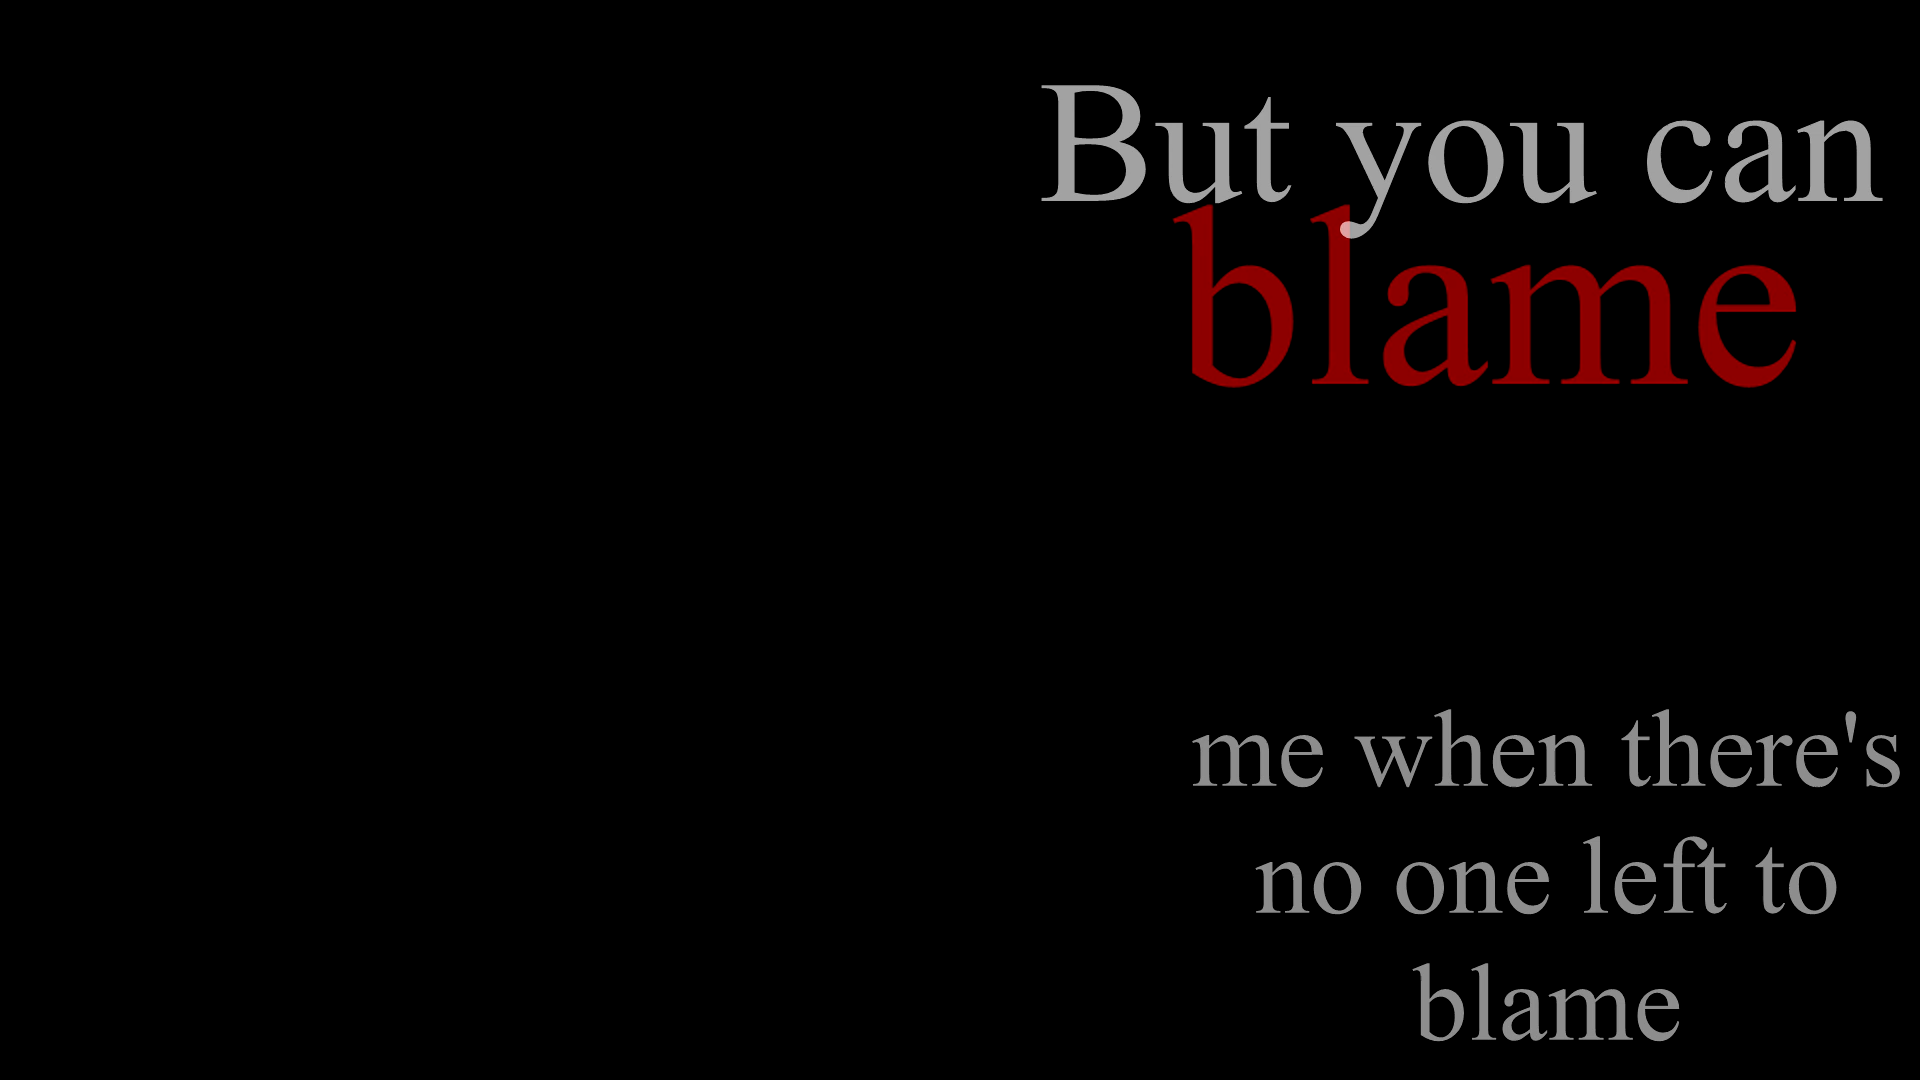 But you can
blame
me when there's
no one left to
blame